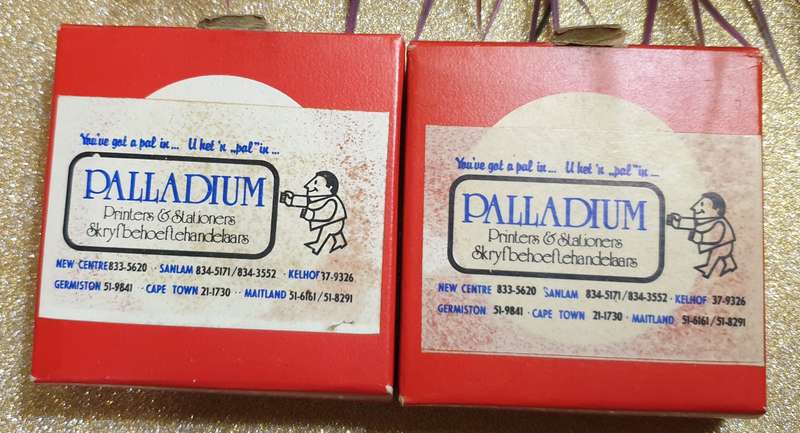 You've got a pal in... U het 'n „pal" in...
PALLADIUM
Printers & Stationers
Skryfbehoeftehandelaars
NEW CENTRE 833-5620 · SANLAM 834-5171/834-3552 · KELHOF 37-9326
GERMISTON 51-9841 · CAPE TOWN 21-1730 · · MAITLAND 51-6161/51-8291
You've got a pal in... U het 'n „pal" in...
PALLADIUM
Printers & Stationers
Skryfbehoeftehandelaars
NEW CENTRE 833-5620 SANLAM 834-5171/834-3552 · KELHOF 37-9326
GERMISTON 51-9841 · CAPE TOWN 21-1730 · MAITLAND 51-6161/51-8291